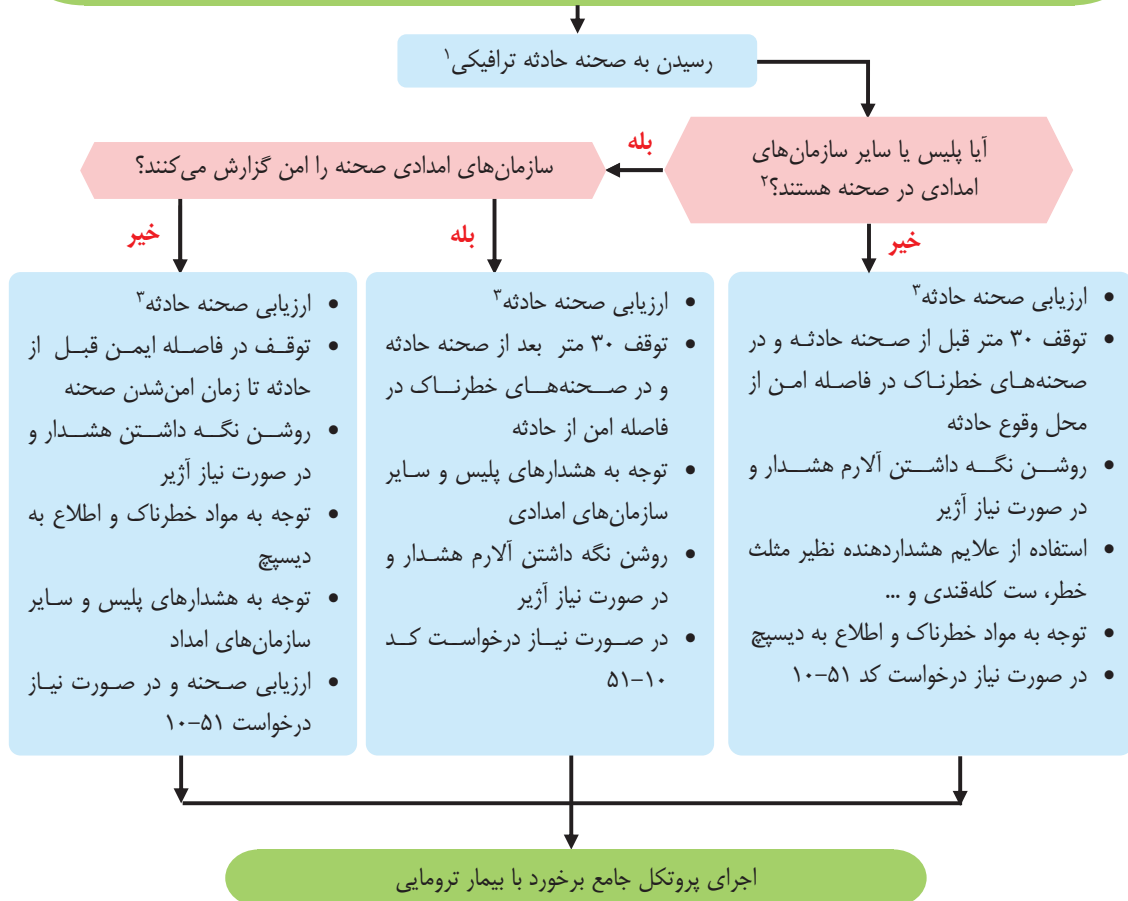 رسیدن به صحنه حادثه ترافیکی۱
آیا پلیس یا سایر سازمان‌های
امدادی در صحنه هستند؟۲
بله
سازمان‌های امدادی صحنه را امن گزارش می‌کنند؟
خیر
بله
خیر
• ارزیابی صحنه حادثه۳
• توقف ۳۰ متر قبل از صحنه حادثه و در
صحنه‌های خطرناک در فاصله امن از
محل وقوع حادثه
• روشن نگه داشتن آلارم هشدار و
در صورت نیاز آژیر
• استفاده از علایم هشداردهنده نظیر مثلث
خطر، ست کله‌قندی و ...
• توجه به مواد خطرناک و اطلاع به دیسپچ
• در صورت نیاز درخواست کد ۵۱-۱۰
• ارزیابی صحنه حادثه۳
• توقف ۳۰ متر بعد از صحنه حادثه
و در صحنه‌های خطرناک در
فاصله امن از حادثه
• توجه به هشدارهای پلیس و سایر
سازمان‌های امدادی
• روشن نگه داشتن آلارم هشدار و
در صورت نیاز آژیر
• در صورت نیاز درخواست کد
۱۰-۵۱
• ارزیابی صحنه حادثه۳
• توقف در فاصله ایمن قبل از
حادثه تا زمان امن‌شدن صحنه
• روشن نگه داشتن هشدار و
در صورت نیاز آژیر
• توجه به مواد خطرناک و اطلاع به
دیسپچ
• توجه به هشدارهای پلیس و سایر
سازمان‌های امداد
• ارزیابی صحنه و در صورت نیاز
درخواست ۵۱-۱۰
اجرای پروتکل جامع برخورد با بیمار ترومایی